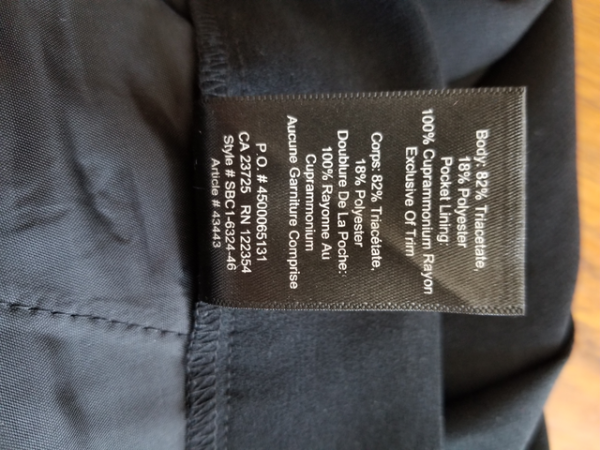 Body: 82% Triacetate,
18% Polyester
Pocket Lining:
100% Cuprammonium Rayon
Exclusive Of Trim
Corps: 82% Triacétate,
18% Polyester
Doublure De La Poche:
100% Rayonne Au
Cuprammonium
Aucune Garniture Comprise
P.O. # 4500065131
CA 23725 RN 122354
Style # SBC1-6324-46
Article # 43443